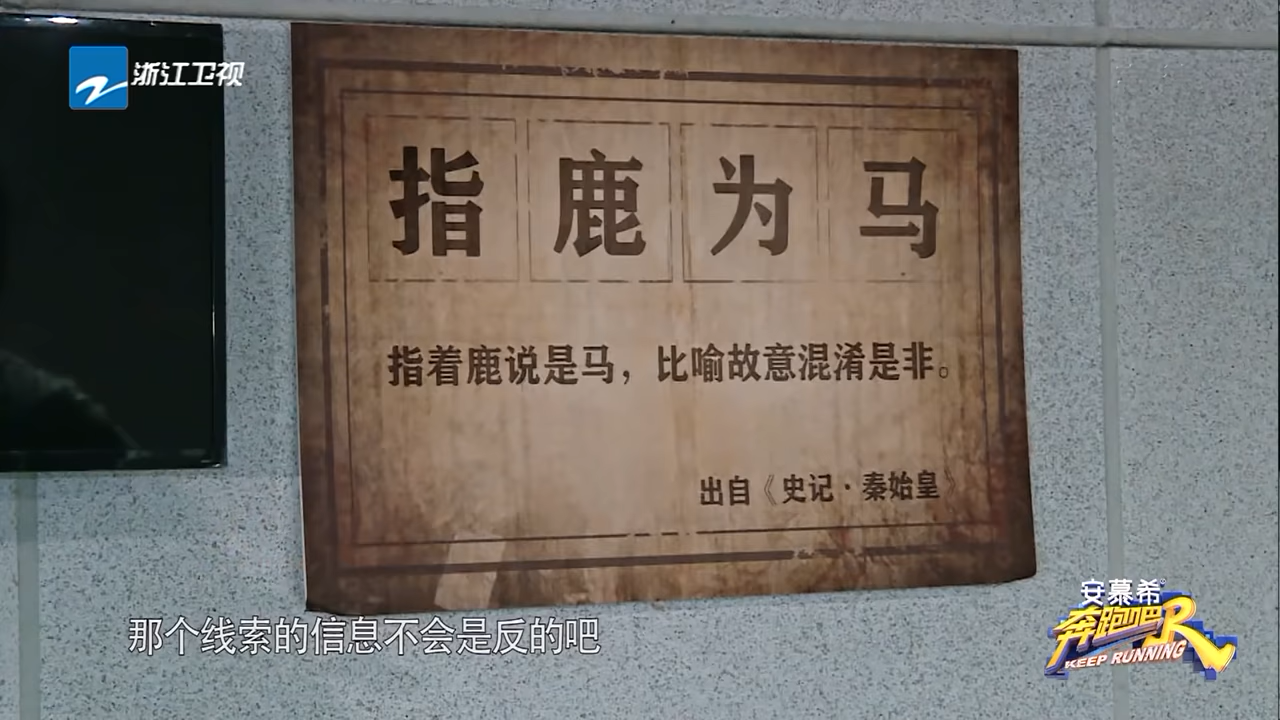 浙江卫视
指鹿为马
指着鹿说是马，比喻故意混淆是非。
出自《史记·秦始皇》
那个线索的信息不会是反的吧
安慕希
奔跑吧
KEEP RUNNING